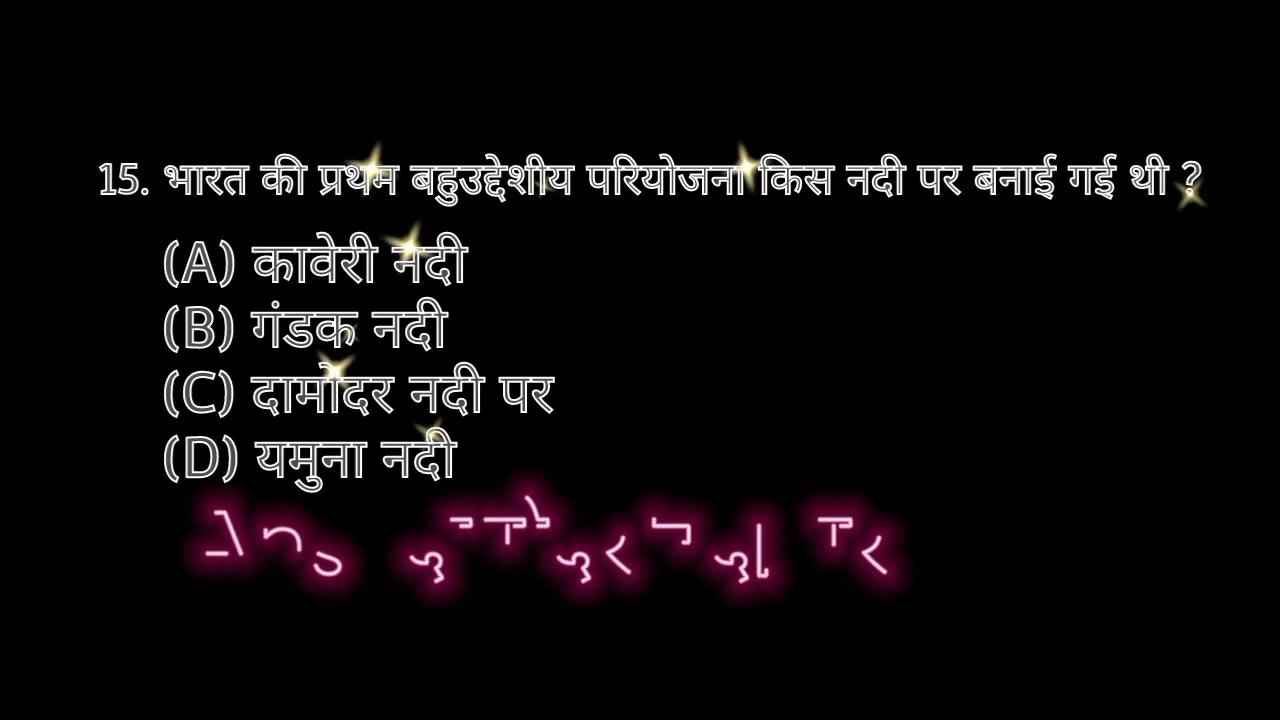 15. भारत की प्रथम बहुउद्देशीय परियोजना किस नदी पर बनाई गई थी ?
(A) कावेरी नदी
(B) गंडक नदी
(C) दामोदर नदी पर
(D) यमुना नदी